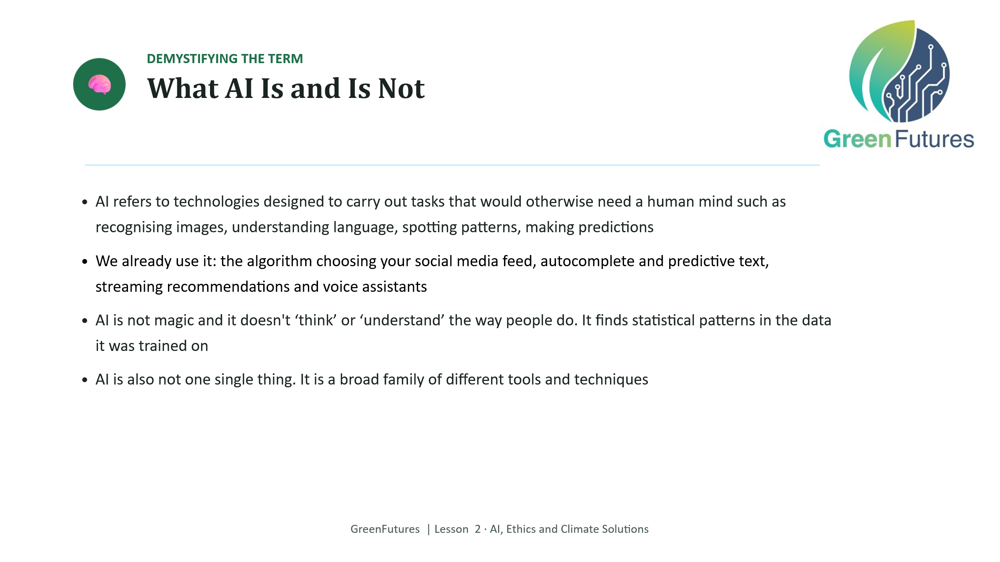 DEMYSTIFYING THE TERM
What AI Is and Is Not
GreenFutures
• AI refers to technologies designed to carry out tasks that would otherwise need a human mind such as
recognising images, understanding language, spotting patterns, making predictions
• We already use it: the algorithm choosing your social media feed, autocomplete and predictive text,
streaming recommendations and voice assistants
• AI is not magic and it doesn't ‘think’ or ‘understand’ the way people do. It finds statistical patterns in the data
it was trained on
• AI is also not one single thing. It is a broad family of different tools and techniques
GreenFutures | Lesson 2 · AI, Ethics and Climate Solutions